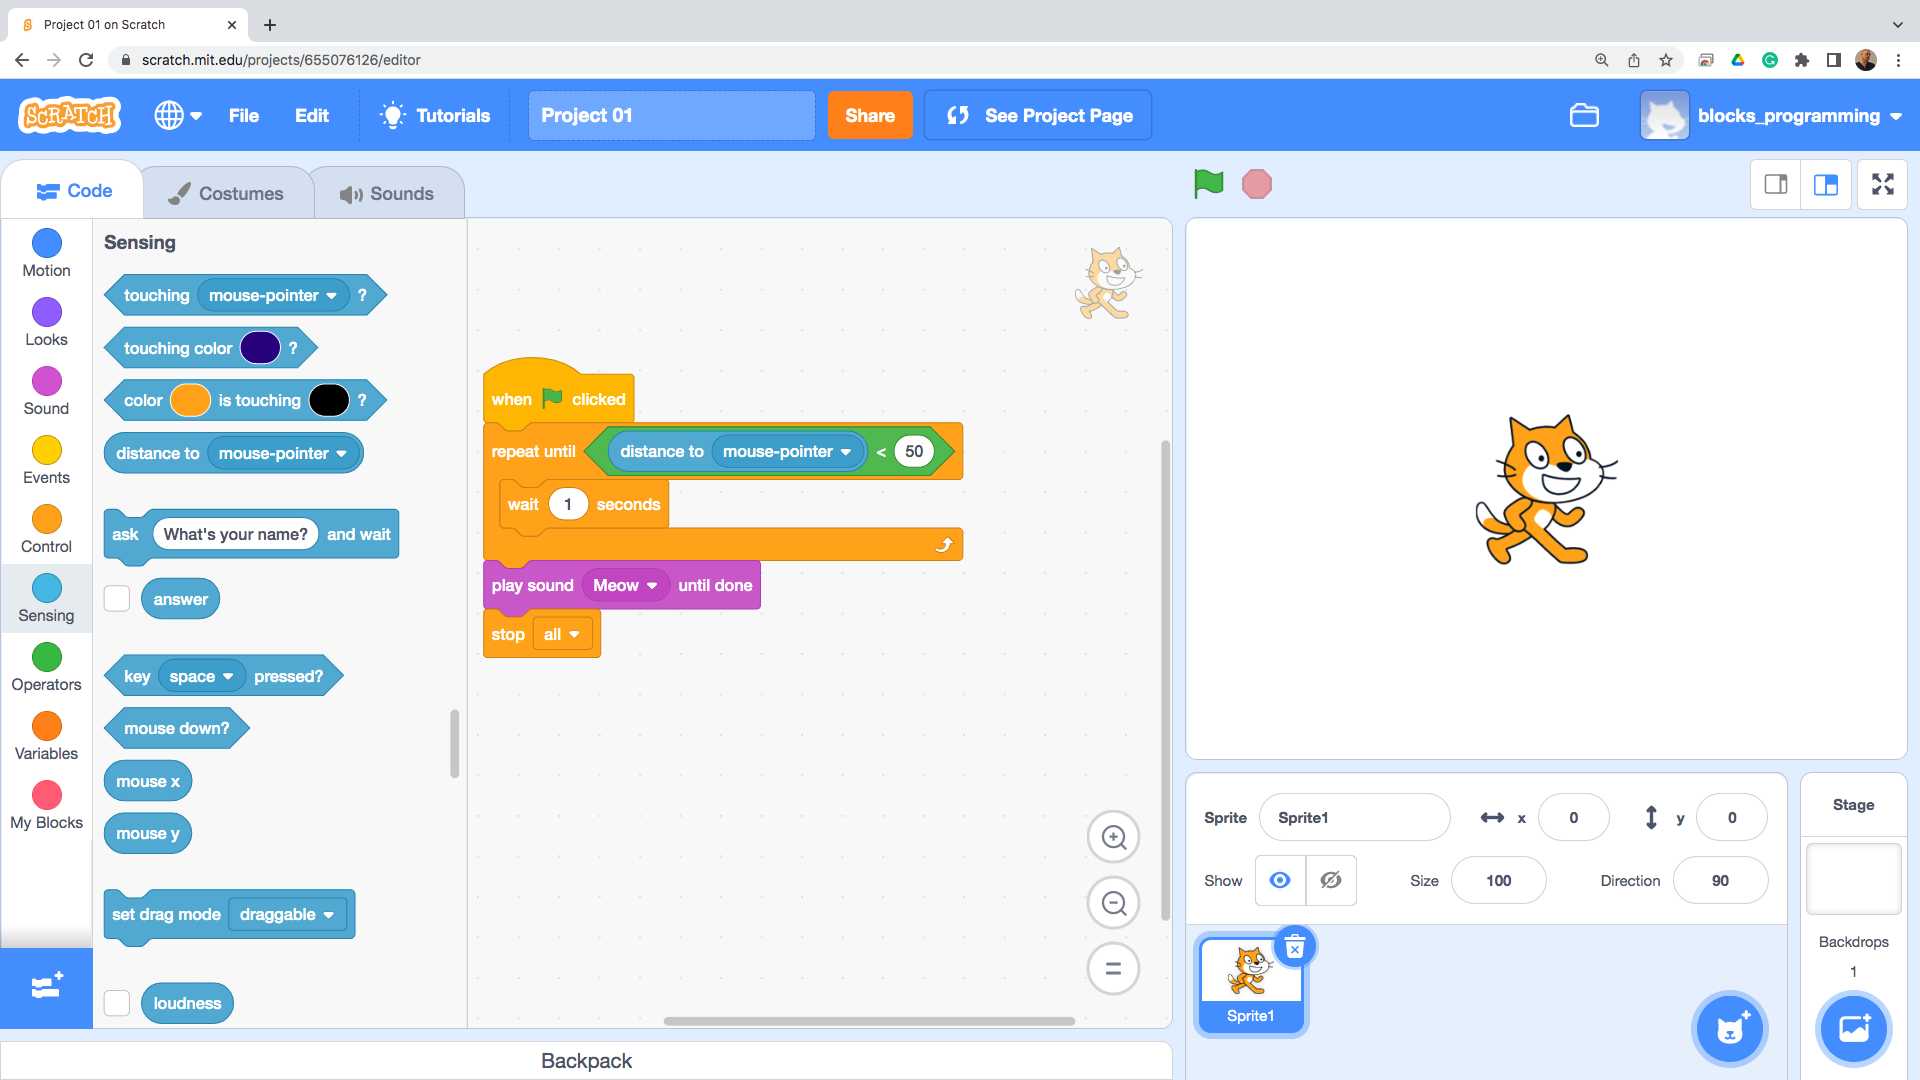 Project 01 on Scratch
scratch.mit.edu/projects/655076126/editor
SCRATCH
File
Edit
Tutorials
Project 01
Share
See Project Page
blocks_programming
Code
Costumes
Sounds
Motion
Looks
Sound
Events
Control
Sensing
Operators
Variables
My Blocks
Sensing
touching mouse-pointer ?
touching color ?
color is touching ?
distance to mouse-pointer
ask What's your name? and wait
answer
key space pressed?
mouse down?
mouse x
mouse y
set drag mode draggable
loudness
when clicked
repeat until distance to mouse-pointer < 50
wait 1 seconds
play sound Meow until done
stop all
Backpack
Sprite Sprite1 x 0 y 0
Show Size 100 Direction 90
Sprite1
Stage
Backdrops
1